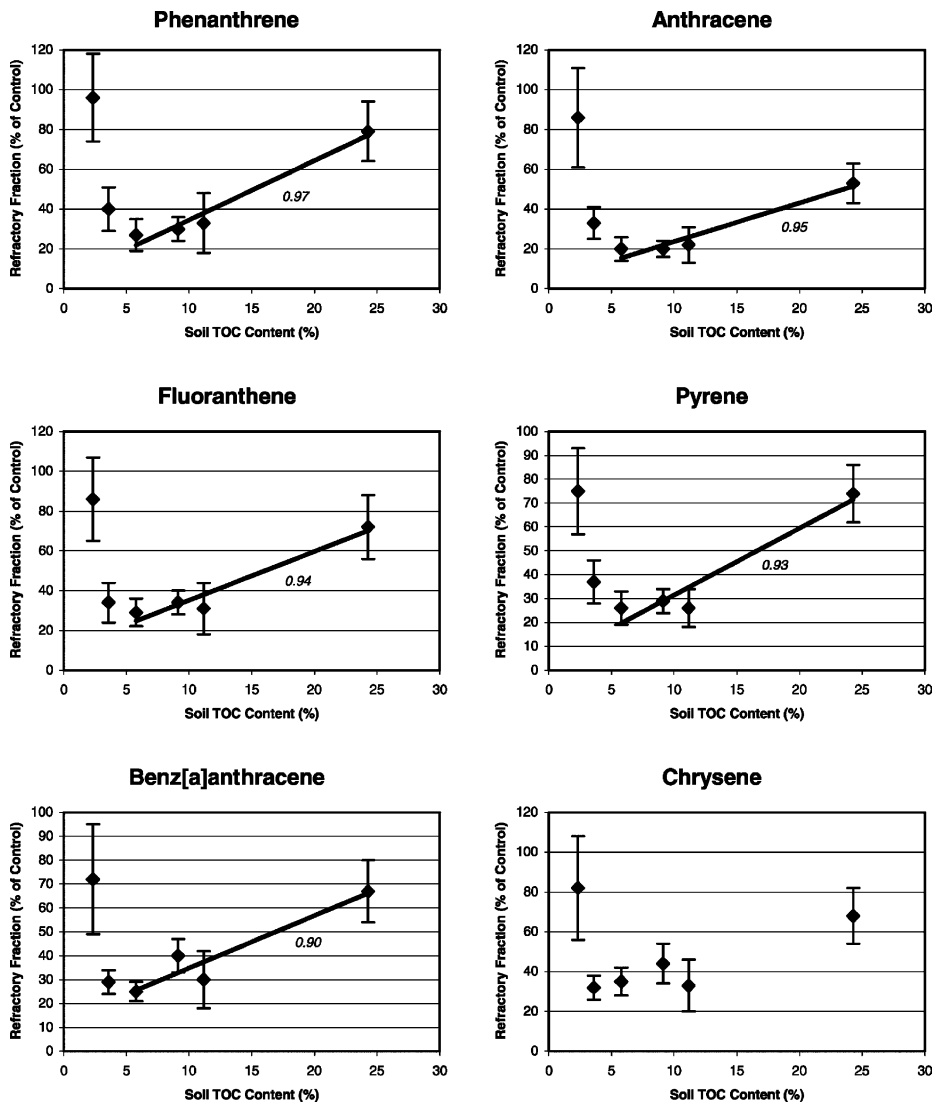 Phenanthrene
Refractory Fraction (% of Control)
120
100
80
60
40
20
0
0.97
0 5 10 15 20 25 30
Soil TOC Content (%)
Anthracene
Refractory Fraction (% of Control)
120
100
80
60
40
20
0
0.95
0 5 10 15 20 25 30
Soil TOC Content (%)
Fluoranthene
Refractory Fraction (% of Control)
120
100
80
60
40
20
0
0.94
0 5 10 15 20 25 30
Soil TOC Content (%)
Pyrene
Refractory Fraction (% of Control)
100
90
80
70
60
50
40
30
20
10
0
0.93
0 5 10 15 20 25 30
Soil TOC Content (%)
Benz[a]anthracene
Refractory Fraction (% of Control)
100
90
80
70
60
50
40
30
20
10
0
0.90
0 5 10 15 20 25 30
Soil TOC Content (%)
Chrysene
Refractory Fraction (% of Control)
120
100
80
60
40
20
0
0 5 10 15 20 25 30
Soil TOC Content (%)